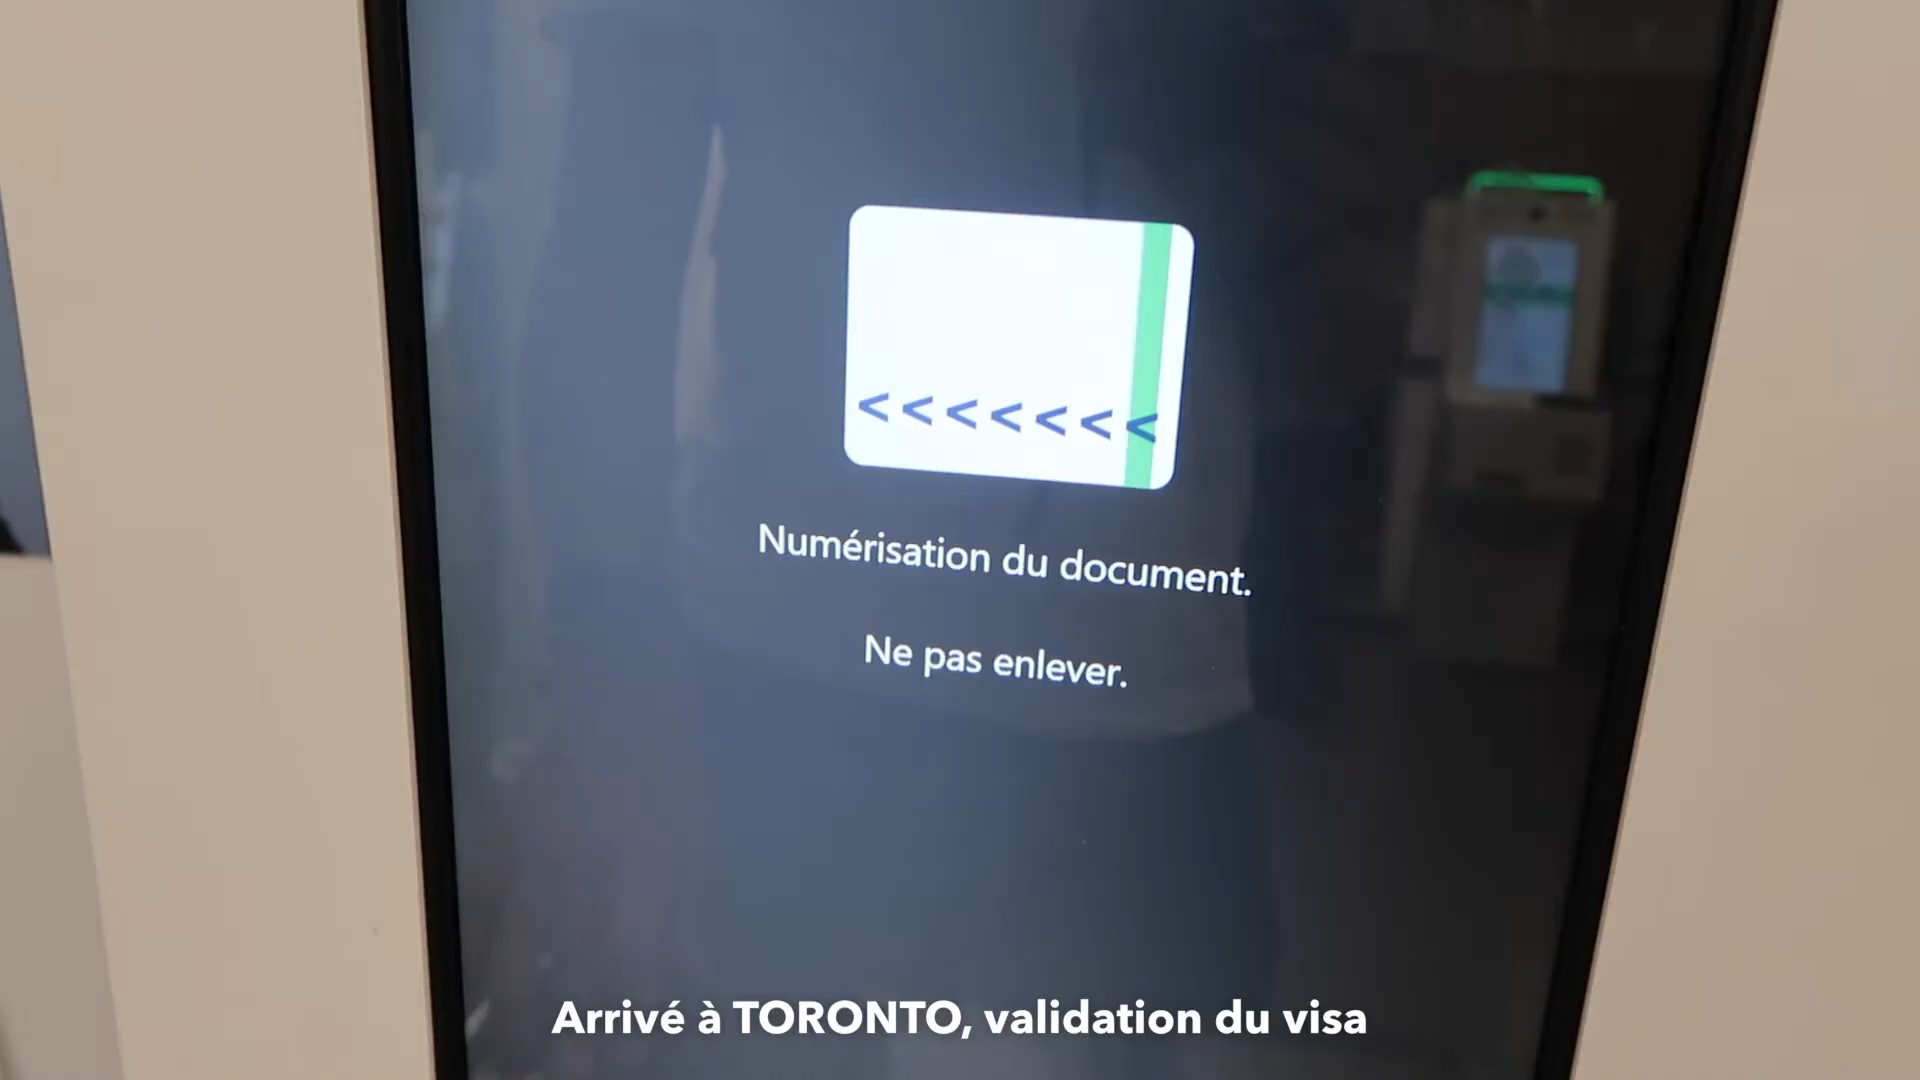 <<<<<<<
Numérisation du document.
Ne pas enlever.
Arrivé à TORONTO, validation du visa